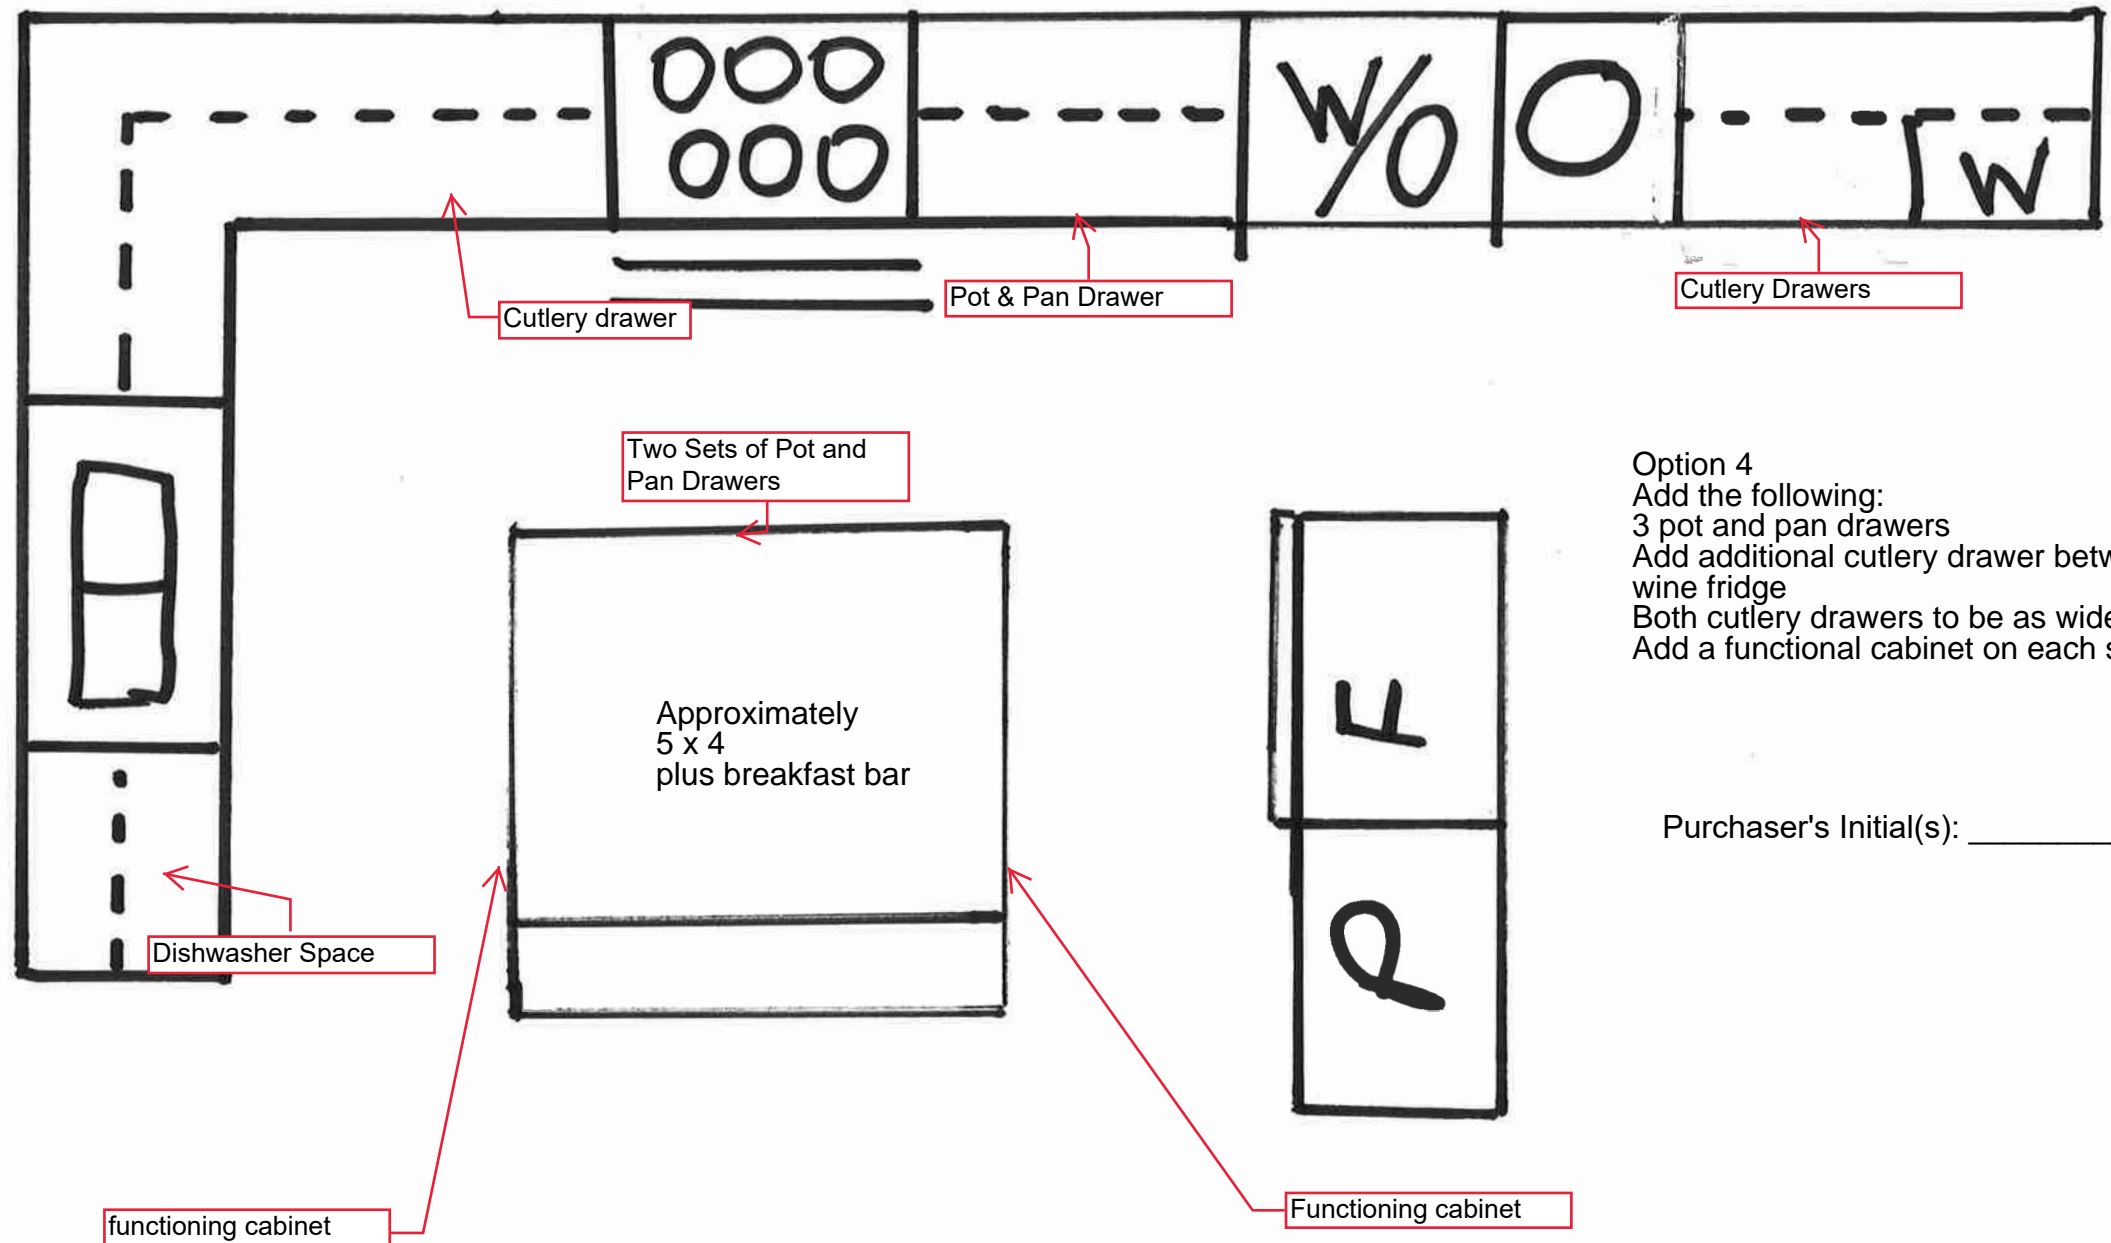 W/O
O
W
Cutlery drawer
Pot & Pan Drawer
Cutlery Drawers
Two Sets of Pot and
Pan Drawers
Option 4
Add the following:
3 pot and pan drawers
Add additional cutlery drawer
wine fridge
Both cutlery drawers to be as
Add a functional cabinet on each
F
Approximately
5 x 4
plus breakfast bar
Purchaser's Initial(s): _________
P
Dishwasher Space
functioning cabinet
Functioning cabinet